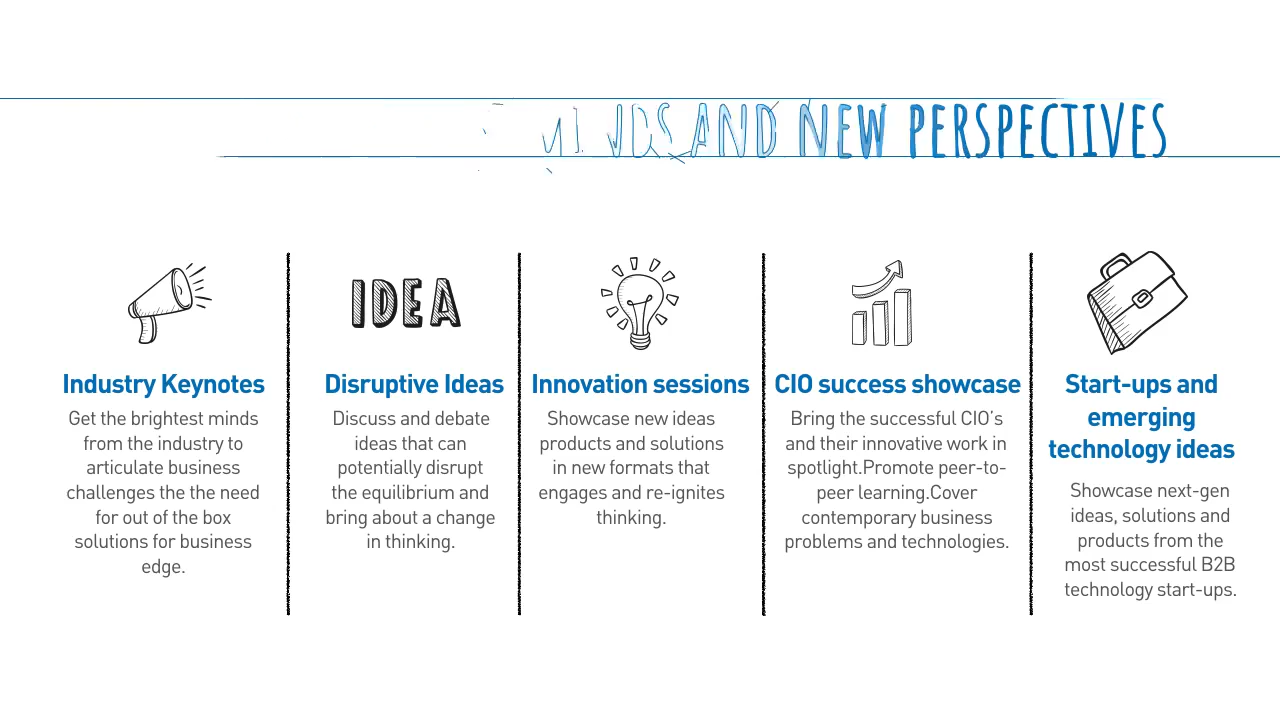 AND NEW PERSPECTIVES
IDEA
Industry Keynotes
Get the brightest minds
from the industry to
articulate business
challenges the the need
for out of the box
solutions for business
edge.
Disruptive Ideas
Discuss and debate
ideas that can
potentially disrupt
the equilibrium and
bring about a change
in thinking.
Innovation sessions
Showcase new ideas
products and solutions
in new formats that
engages and re-ignites
thinking.
CIO success showcase
Bring the successful CIO's
and their innovative work in
spotlight.Promote peer-to-
peer learning.Cover
contemporary business
problems and technologies.
Start-ups and
emerging
technology ideas
Showcase next-gen
ideas, solutions and
products from the
most successful B2B
technology start-ups.